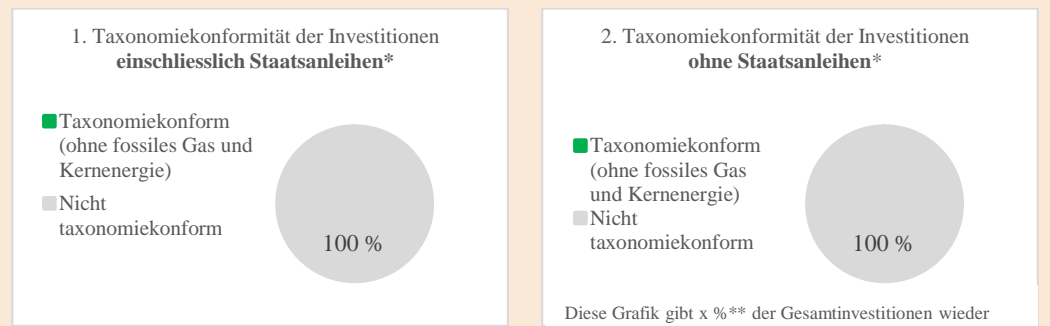 1. Taxonomiekonformität der Investitionen
einschliesslich Staatsanleihen*
Taxonomiekonform
(ohne fossiles Gas und
Kernenergie)
Nicht
taxonomiekonform
100 %
2. Taxonomiekonformität der Investitionen
ohne Staatsanleihen*
Taxonomiekonform
(ohne fossiles Gas
und Kernenergie)
Nicht
taxonomiekonform
100 %
Diese Grafik gibt x %** der Gesamtinvestitionen wieder